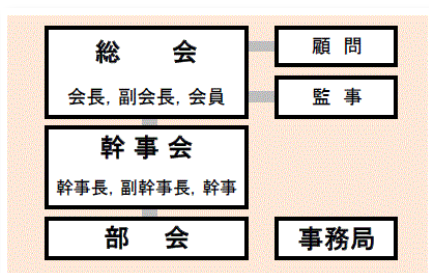 総 会
会長, 副会長, 会員
顧 問
監 事
幹 事 会
幹事長, 副幹事長, 幹事
部 会
事務局